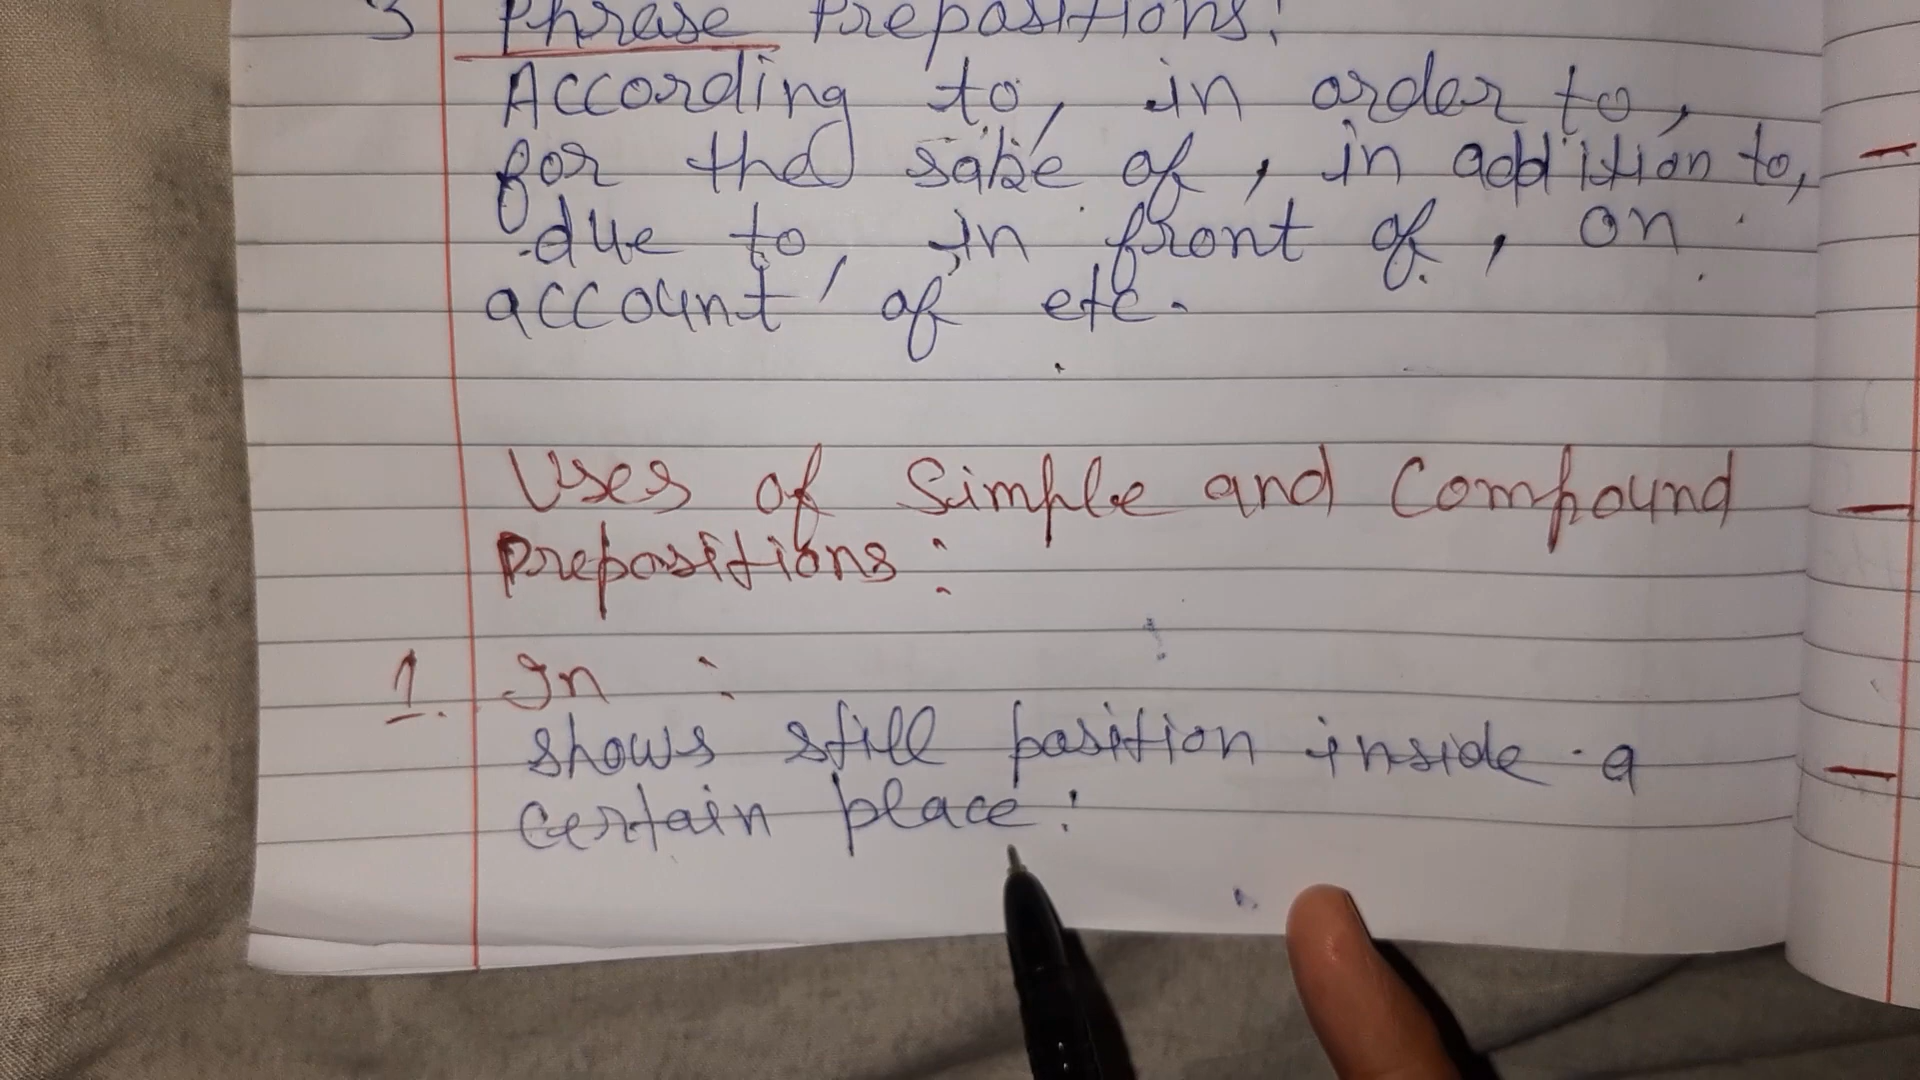 3 Phrase Prepositions:
According to, in order to,
for the sake of, in addition to,
due to, in front of, on
account of etc.
Uses of Simple and Compound
Prepositions:
1. In :
shows still position inside a
certain place: